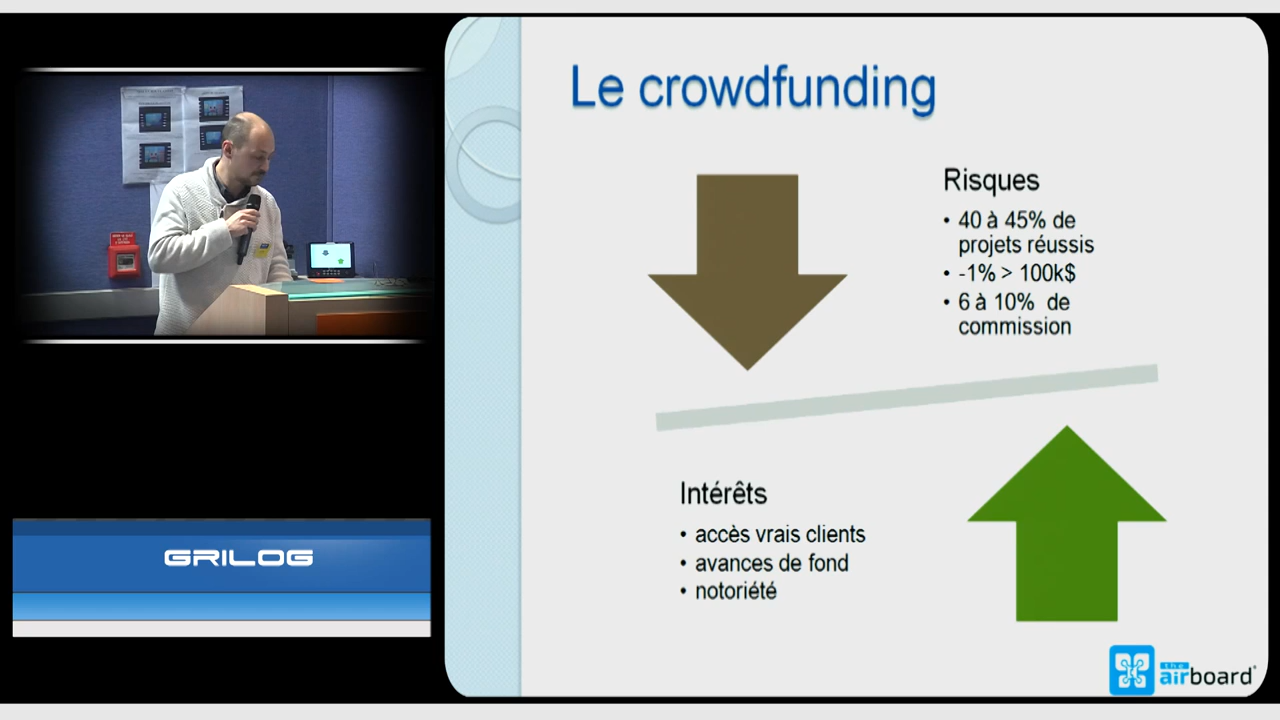 Le crowdfunding
Risques
• 40 à 45% de
projets réussis
• -1% > 100k$
• 6 à 10% de
commission
Intérêts
• accès vrais clients
• avances de fond
• notoriété
GRILOG
the
airboard